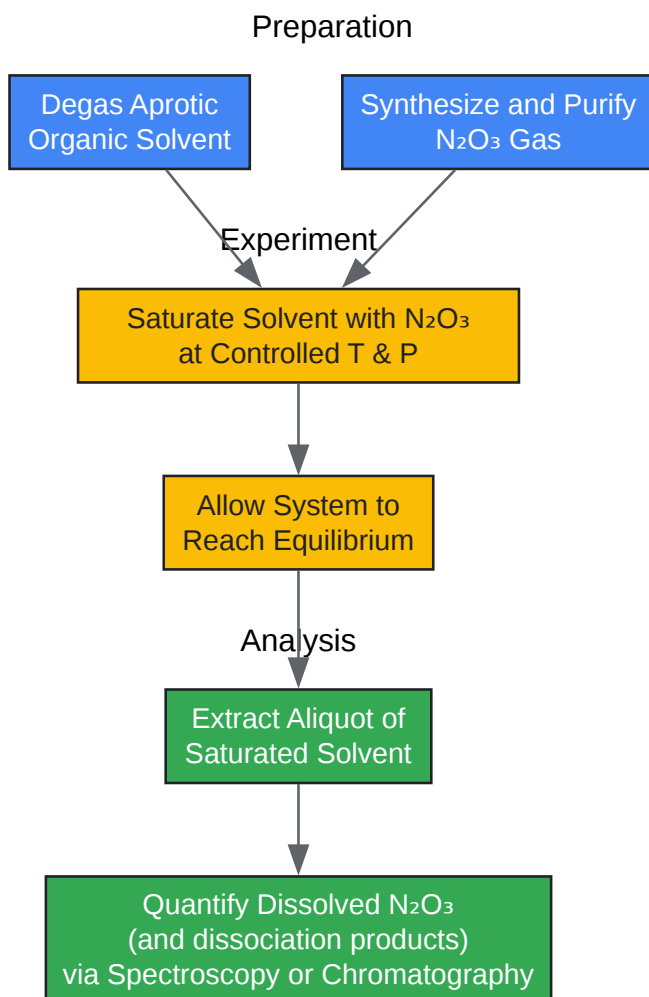 Preparation
Degas Aprotic
Organic Solvent
Synthesize and Purify
N₂O₃ Gas
Experiment
Saturate Solvent with N₂O₃
at Controlled T & P
Allow System to
Reach Equilibrium
Analysis
Extract Aliquot of
Saturated Solvent
Quantify Dissolved N₂O₃
(and dissociation products)
via Spectroscopy or Chromatography